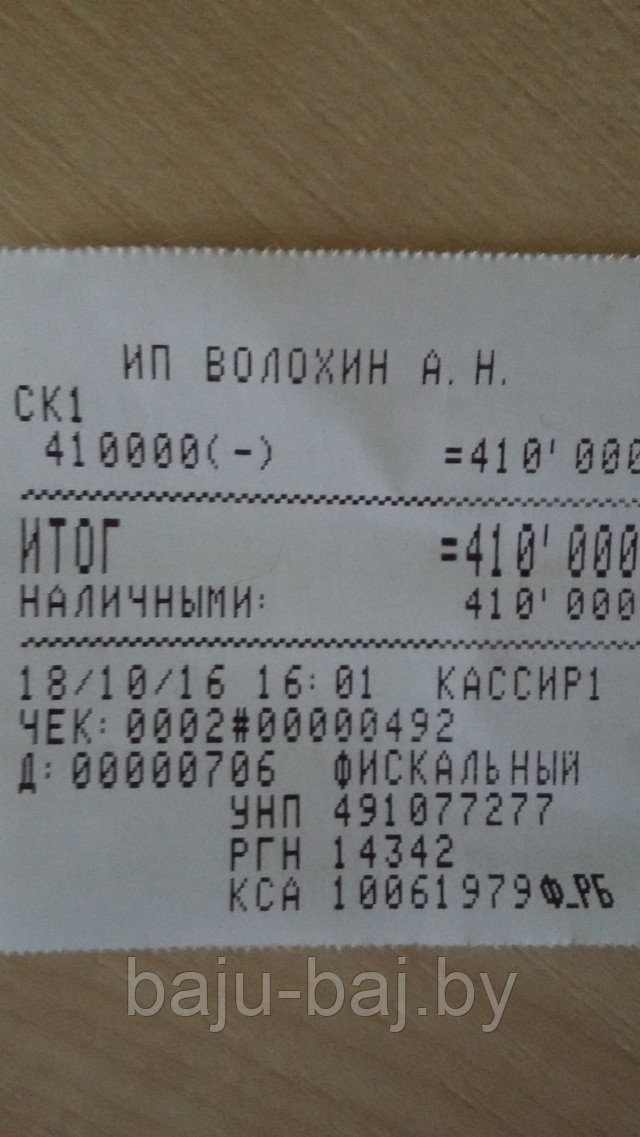 ИП ВОЛОХИН А.Н.
СК1
410000(-) =410'000
ИТОГ =410'000
НАЛИЧНЫМИ: 410'000
18/10/16 16:01 КАССИР1
ЧЕК: 0002#00000492
Д: 00000706 ФИСКАЛЬНЫЙ
УНП 491077277
РГН 14342
КСА 10061979Ф_РБ
baju-baj.by